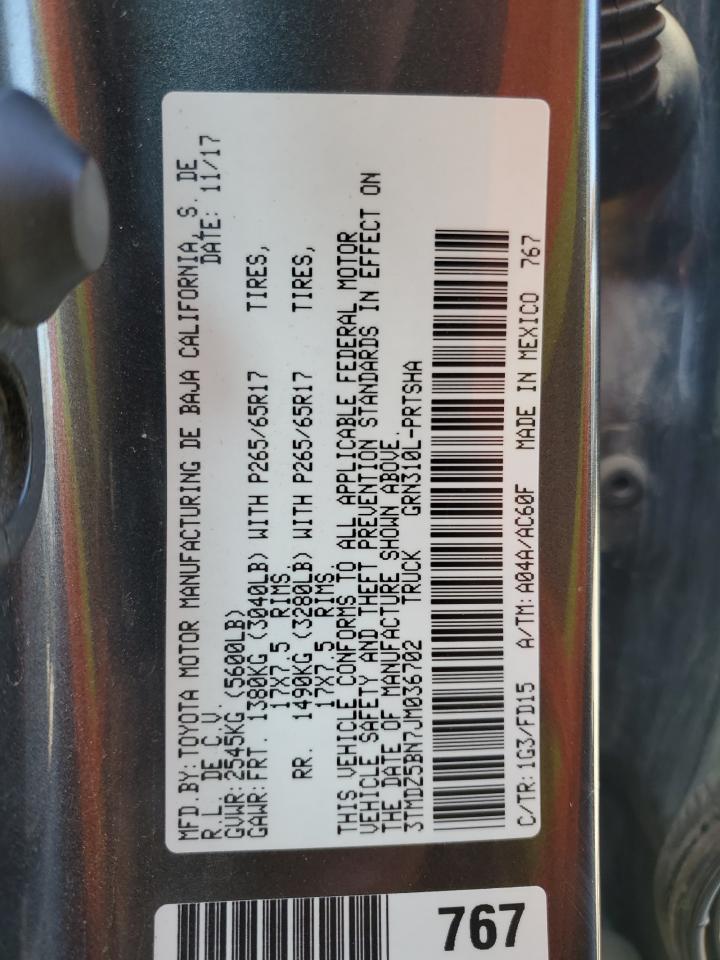 MFD.BY:TOYOTA MOTOR MANUFACTURING DE BAJA CALIFORNIA, S. DE
R.L. DE C.V. DATE: 11/17
GVWR:2545KG (5600LB)
GAWR:FRT. 1380KG (3040LB) WITH P265/65R17 TIRES,
17X7.5 RIMS.
RR. 1490KG (3280LB) WITH P265/65R17 TIRES,
17X7.5 RIMS.
THIS VEHICLE CONFORMS TO ALL APPLICABLE FEDERAL MOTOR
VEHICLE SAFETY AND THEFT PREVENTION STANDARDS IN EFFECT ON
THE DATE OF MANUFACTURE SHOWN ABOVE.
3TMDZ5BN7JM036702 TRUCK GRN310L-PRTSHA
C/TR:1G3/FD15 A/TM:A04A/AC60F MADE IN MEXICO 767
767